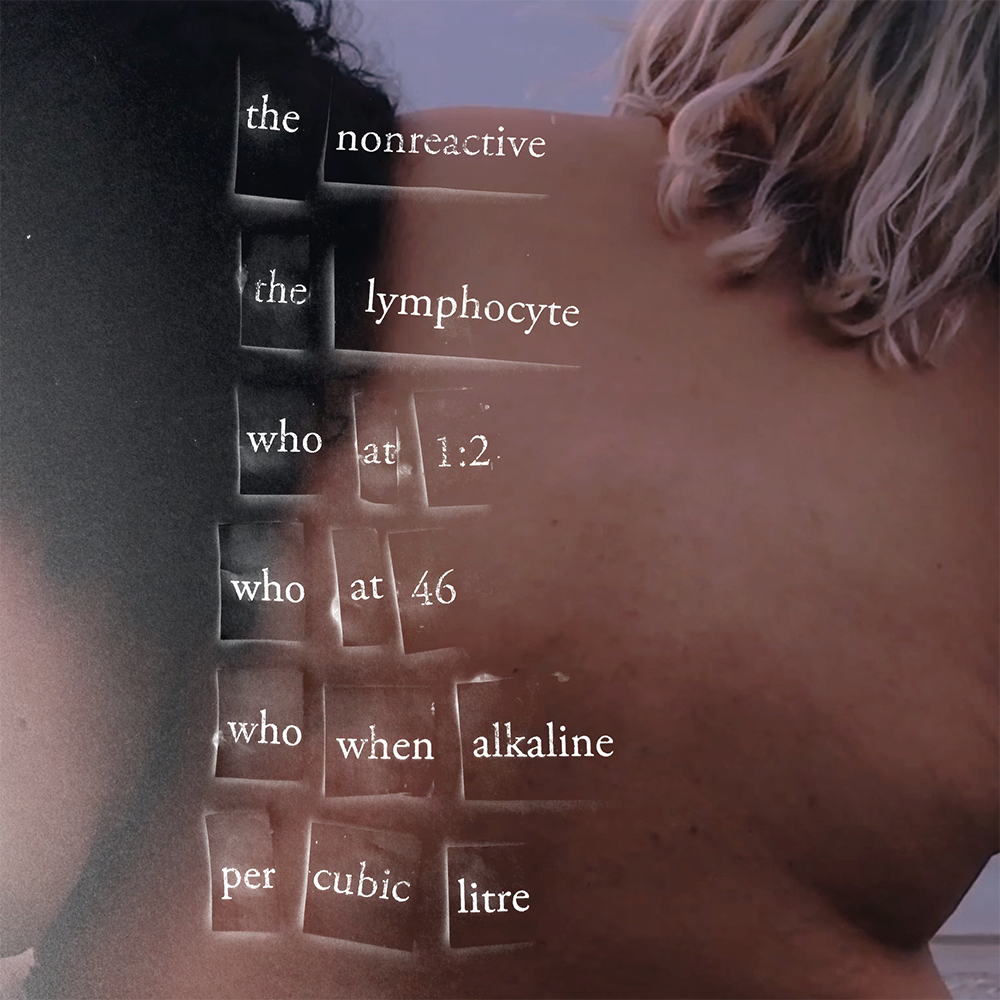 the nonreactive
the lymphocyte
who at 1:2
who at 46
who when alkaline
per cubic litre